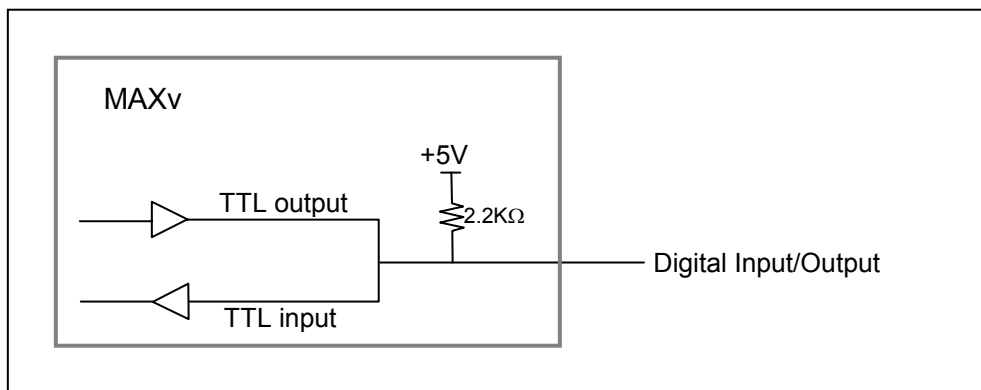 MAXv
+5V
TTL output
2.2KΩ
Digital Input/Output
TTL input